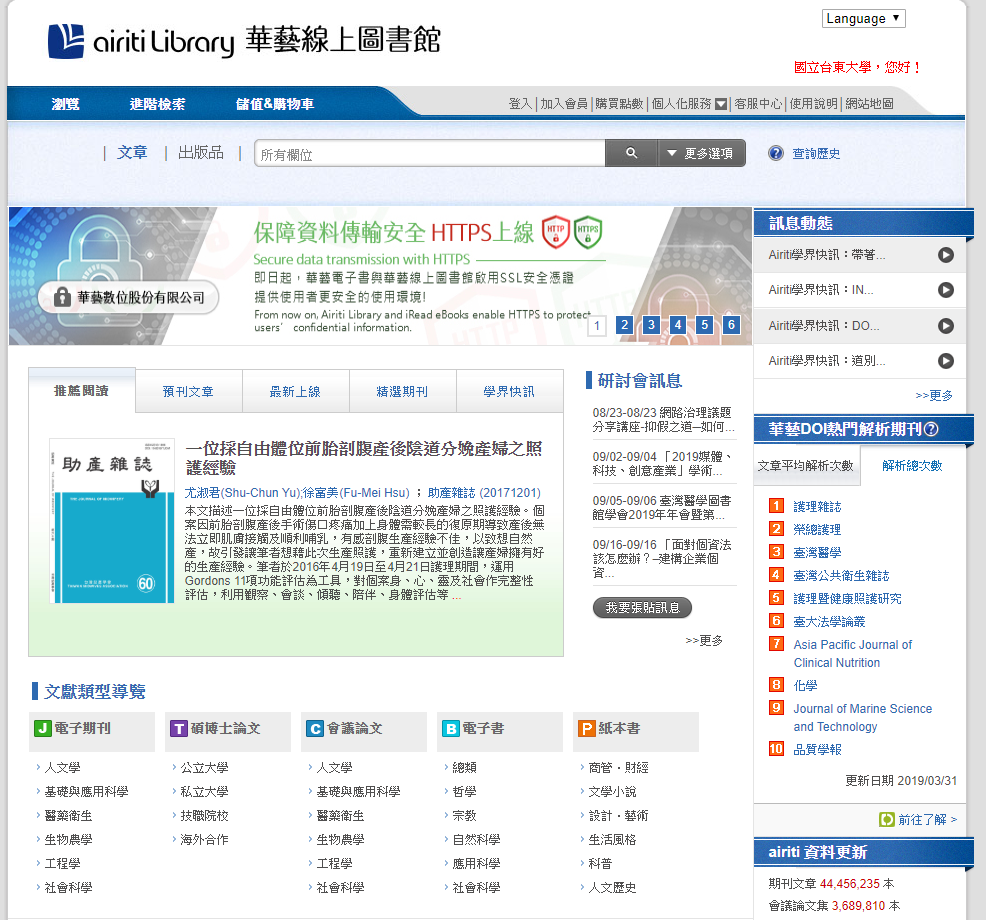 Language ▼
airiti Library 華藝線上圖書館
國立台東大學，您好！
瀏覽 進階檢索 儲值&購物車
登入|加入會員|購買點數|個人化服務|客服中心|使用說明|網站地圖
| 文章 | 出版品 | 所有欄位 更多選項 ? 查詢歷史
保障資料傳輸安全 HTTPS上線 HTTP HTTPS
Secure data transmission with HTTPS
即日起，華藝電子書與華藝線上圖書館啟用SSL安全憑證
提供使用者更安全的使用環境!
華藝數位股份有限公司
From now on, Airiti Library and iRead eBooks enable HTTPS to protect
users' confidential information.
1 2 3 4 5 6
訊息動態
Airiti學界快訊：帶著...
Airiti學界快訊：IN...
Airiti學界快訊：DO...
Airiti學界快訊：道別...
>>更多
推薦閱讀 預刊文章 最新上線 精選期刊 學界快訊
助產雜誌
THE JOURNAL OF MIDWIFERY
60
一位採自由體位前胎剖腹產後陰道分娩產婦之照
護經驗
尤淑君(Shu-Chun Yu);徐富美(Fu-Mei Hsu) ； 助產雜誌 (20171201)
本文描述一位採自由體位前胎剖腹產後陰道分娩產婦之照護經驗。個
案因前胎剖腹產後手術傷口疼痛加上身體需較長的復原期導致產後無
法立即肌膚接觸及順利哺乳，有感剖腹生產經驗不佳，以致想自然
產，故引發讓筆者想藉此次生產照護，重新建立並創造讓產婦擁有好
的生產經驗。筆者於2016年4月19日至4月21日護理期間，運用
Gordons 11項功能評估為工具，對個案身、心、靈及社會作完整性
評估，利用觀察、會談、傾聽、陪伴、身體評估等 ...
研討會訊息
08/23-08/23 網路治理議題
分享講座-抑假之道─如何...
09/02-09/04 「2019媒體、
科技、創意產業」學術...
09/05-09/06 臺灣醫學圖書
館學會2019年年會暨第...
09/16-09/16 「面對個資法
該怎麼辦？–建構企業個
資...
我要張貼訊息
>>更多
華藝DOI熱門解析期刊?
文章平均解析次數 解析總次數
1 護理雜誌
2 榮總護理
3 臺灣醫學
4 臺灣公共衛生雜誌
5 護理暨健康照護研究
6 臺大法學論叢
7 Asia Pacific Journal of
Clinical Nutrition
8 化學
9 Journal of Marine Science
and Technology
10 品質學報
更新日期 2019/03/31
前往了解 >
airiti 資料更新
期刊文章 44,456,235 本
會議論文集 3,689,810 本
文獻類型導覽
J 電子期刊
人文學
基礎與應用科學
醫藥衛生
生物農學
工程學
社會科學
T 碩博士論文
公立大學
私立大學
技職院校
海外合作
C 會議論文
人文學
基礎與應用科學
醫藥衛生
生物農學
工程學
社會科學
B 電子書
總類
哲學
宗教
自然科學
應用科學
社會科學
P 紙本書
商管・財經
文學小說
設計・藝術
生活風格
科普
人文歷史